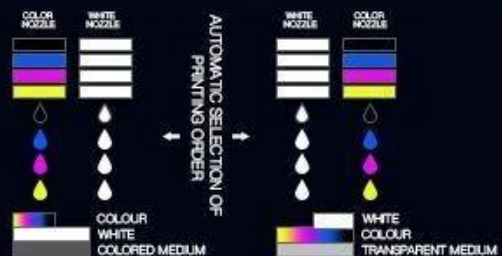 COLOR
NOZZLE
WHITE
NOZZLE
AUTOMATIC SELECTION OF
PRINTING ORDER
WHITE
NOZZLE
COLOR
NOZZLE
COLOUR
WHITE
COLORED MEDIUM
WHITE
COLOUR
TRANSPARENT MEDIUM